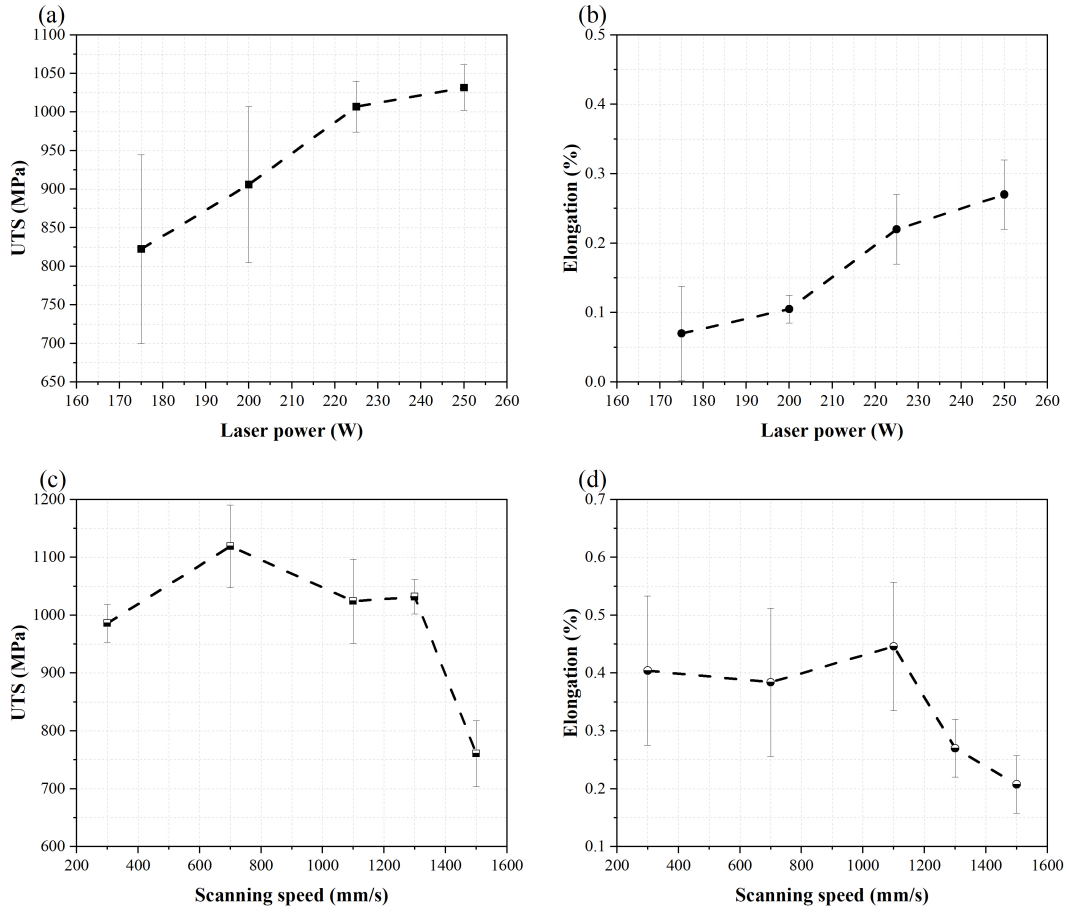 (a)
UTS (MPa)
1100
1050
1000
950
900
850
800
750
700
650
160 170 180 190 200 210 220 230 240 250 260
Laser power (W)
(b)
Elongation (%)
0.5
0.4
0.3
0.2
0.1
0.0
160 170 180 190 200 210 220 230 240 250 260
Laser power (W)
(c)
UTS (MPa)
1200
1100
1000
900
800
700
600
200 400 600 800 1000 1200 1400 1600
Scanning speed (mm/s)
(d)
Elongation (%)
0.7
0.6
0.5
0.4
0.3
0.2
0.1
200 400 600 800 1000 1200 1400 1600
Scanning speed (mm/s)